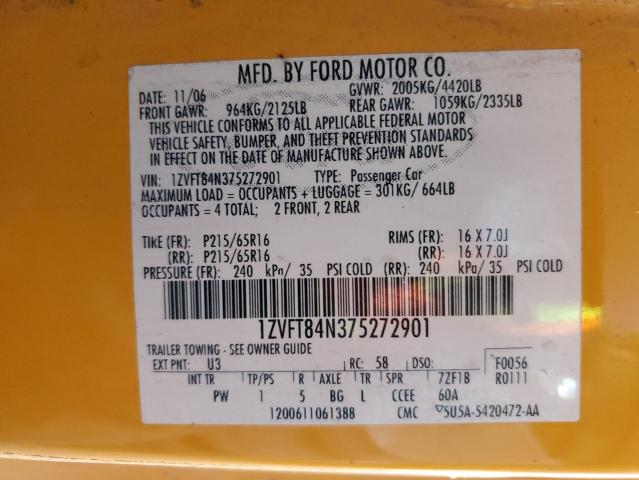 MFD. BY FORD MOTOR CO.
DATE: 11/06 GVWR: 2005KG/4420LB
FRONT GAWR: 964KG/2125LB REAR GAWR: 1059KG/2335LB
THIS VEHICLE CONFORMS TO ALL APPLICABLE FEDERAL MOTOR
VEHICLE SAFETY, BUMPER, AND THEFT PREVENTION STANDARDS
IN EFFECT ON THE DATE OF MANUFACTURE SHOWN ABOVE.
VIN: 1ZVFT84N375272901 TYPE: Passenger Car
MAXIMUM LOAD = OCCUPANTS + LUGGAGE = 301KG/ 664LB
OCCUPANTS = 4 TOTAL; 2 FRONT, 2 REAR
TIKE (FR): P215/65R16 RIMS (FR): 16 X 7.0J
(RR): P215/65R16 (RR): 16 X 7.0J
PRESSURE (FR): 240 kPa/ 35 PSI COLD (RR): 240 kPa/ 35 PSI COLD
1ZVFT84N375272901
TRAILER TOWING - SEE OWNER GUIDE
EXT PNT: U3 RC: 58 DSO: F0056
INT TR TP/PS R AXLE TR SPR 7ZF1B R0111
PW 1 5 BG L CCEE 60A
1200611061388 CMC ▽5U5A-5420472-AA